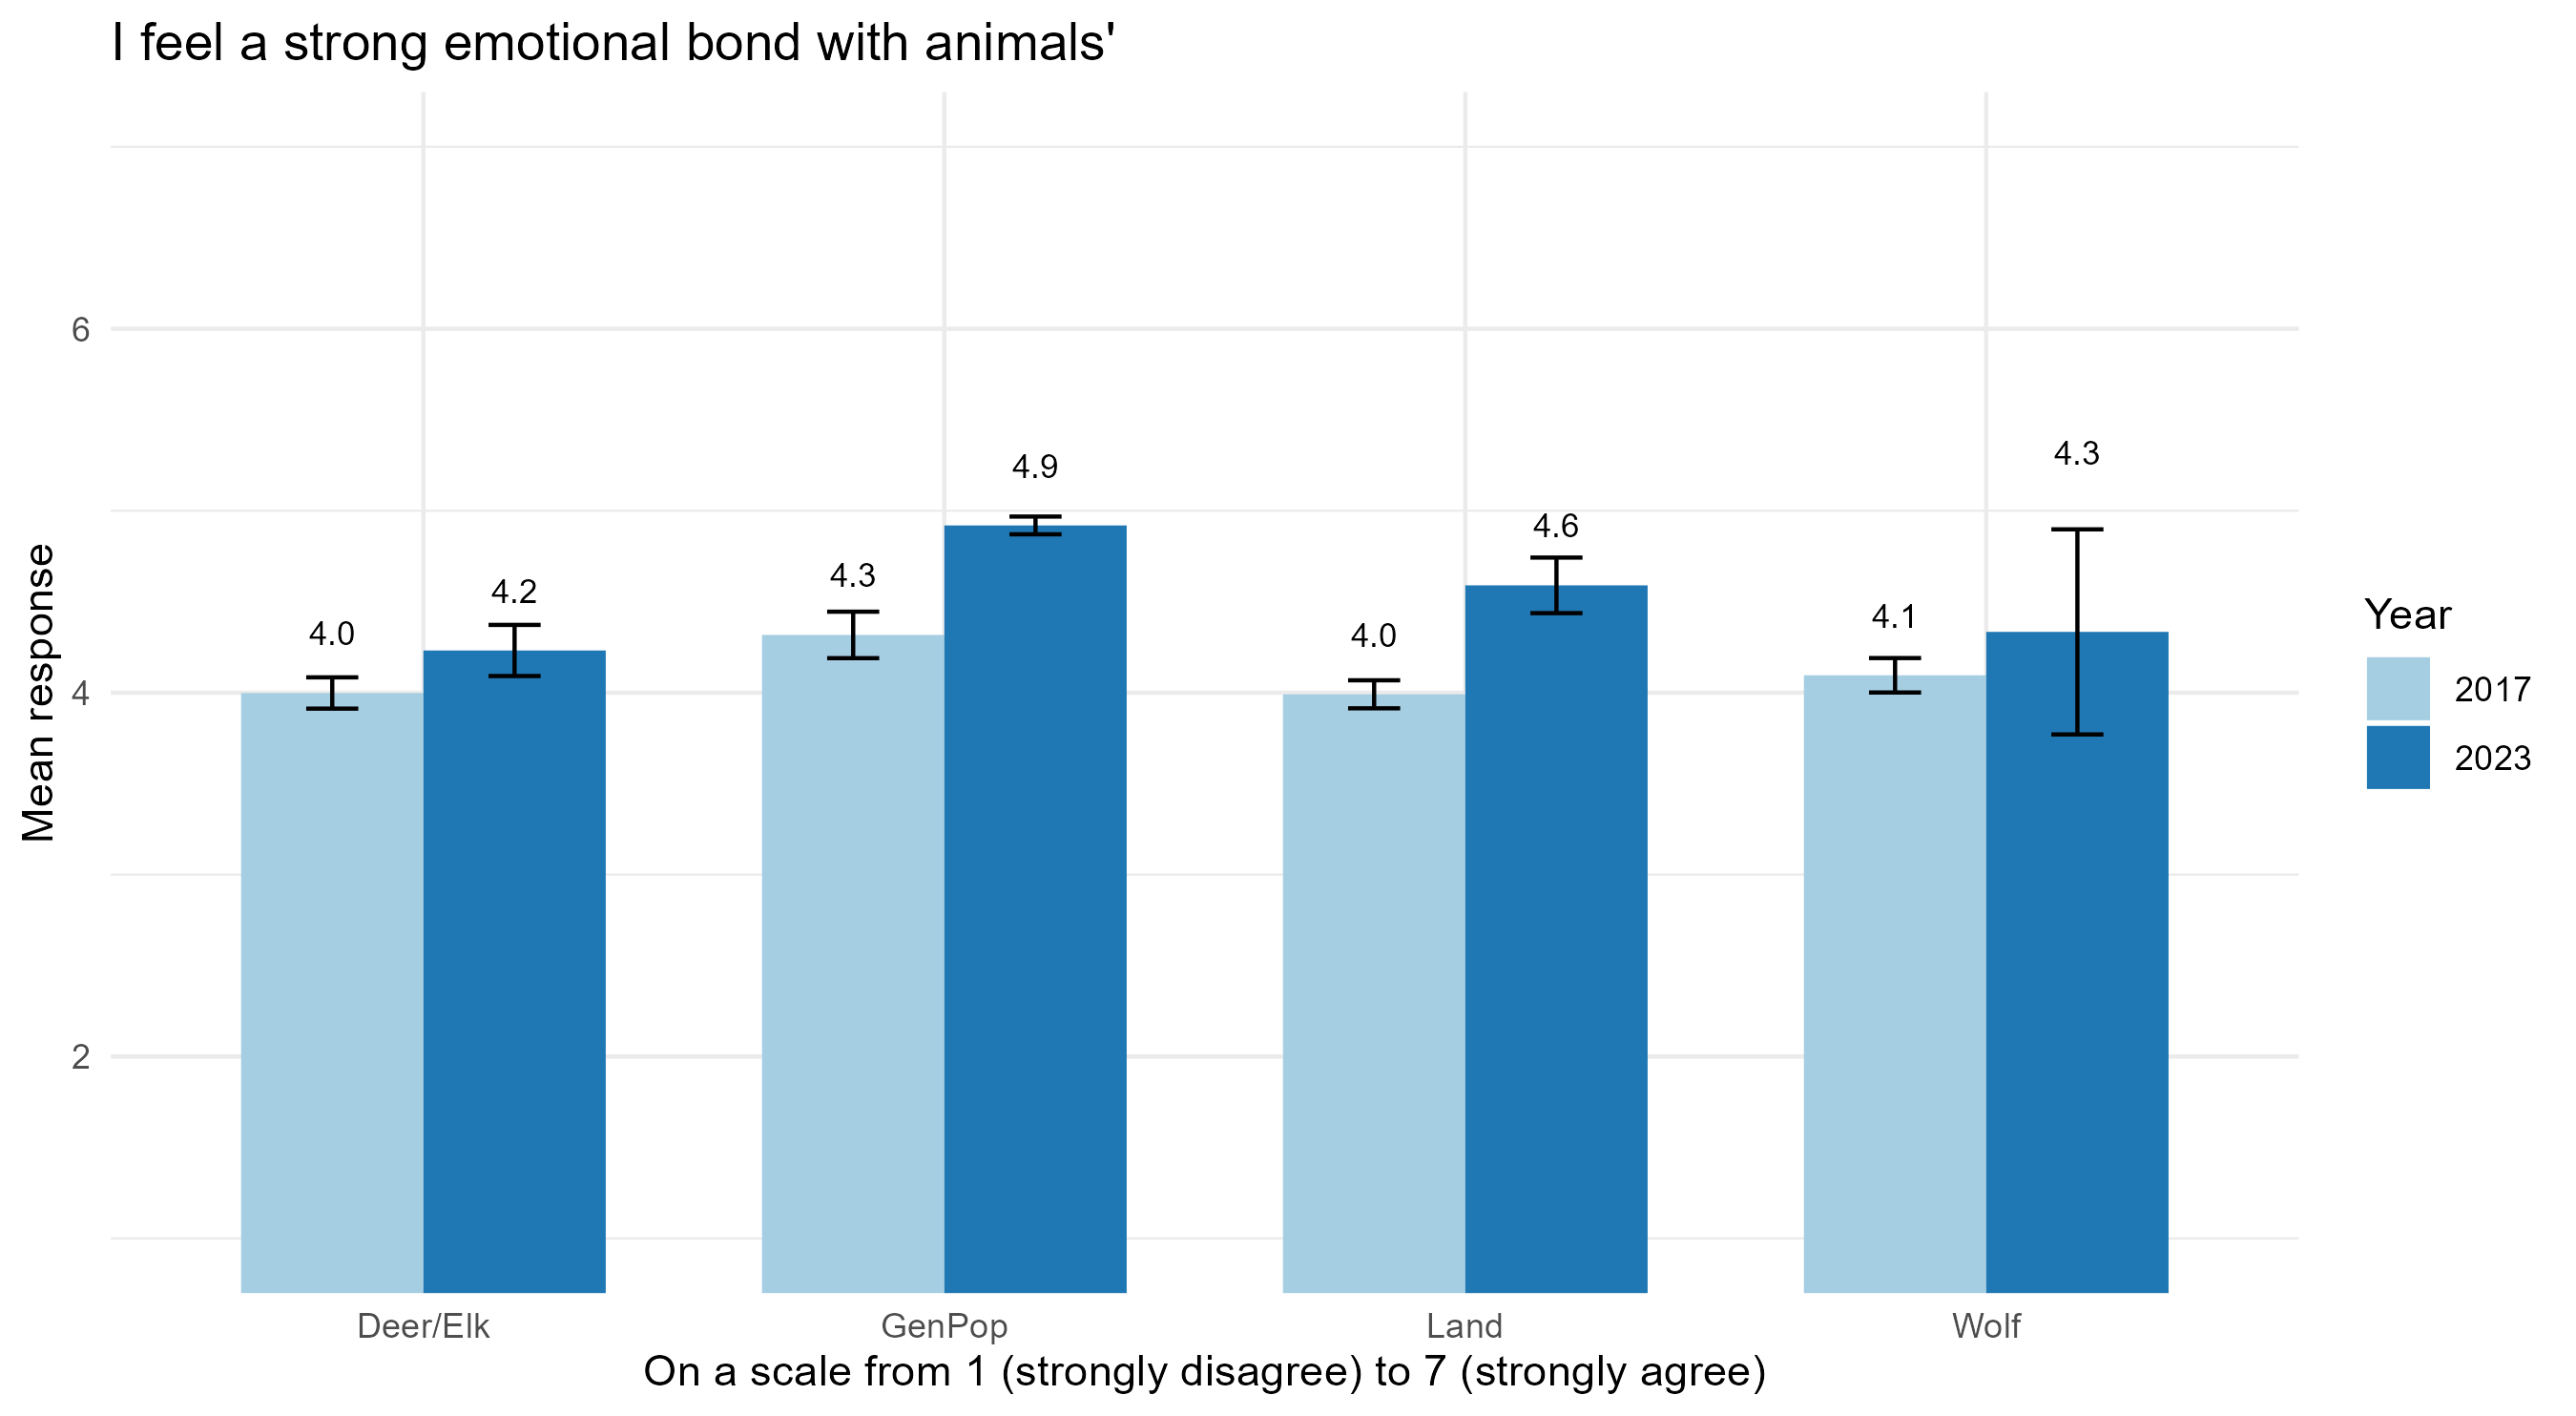 I feel a strong emotional bond with animals'
Mean response
6
4
2
4.0
4.2
4.3
4.9
4.0
4.6
4.1
4.3
Deer/Elk
GenPop
Land
Wolf
On a scale from 1 (strongly disagree) to 7 (strongly agree)
Year
2017
2023